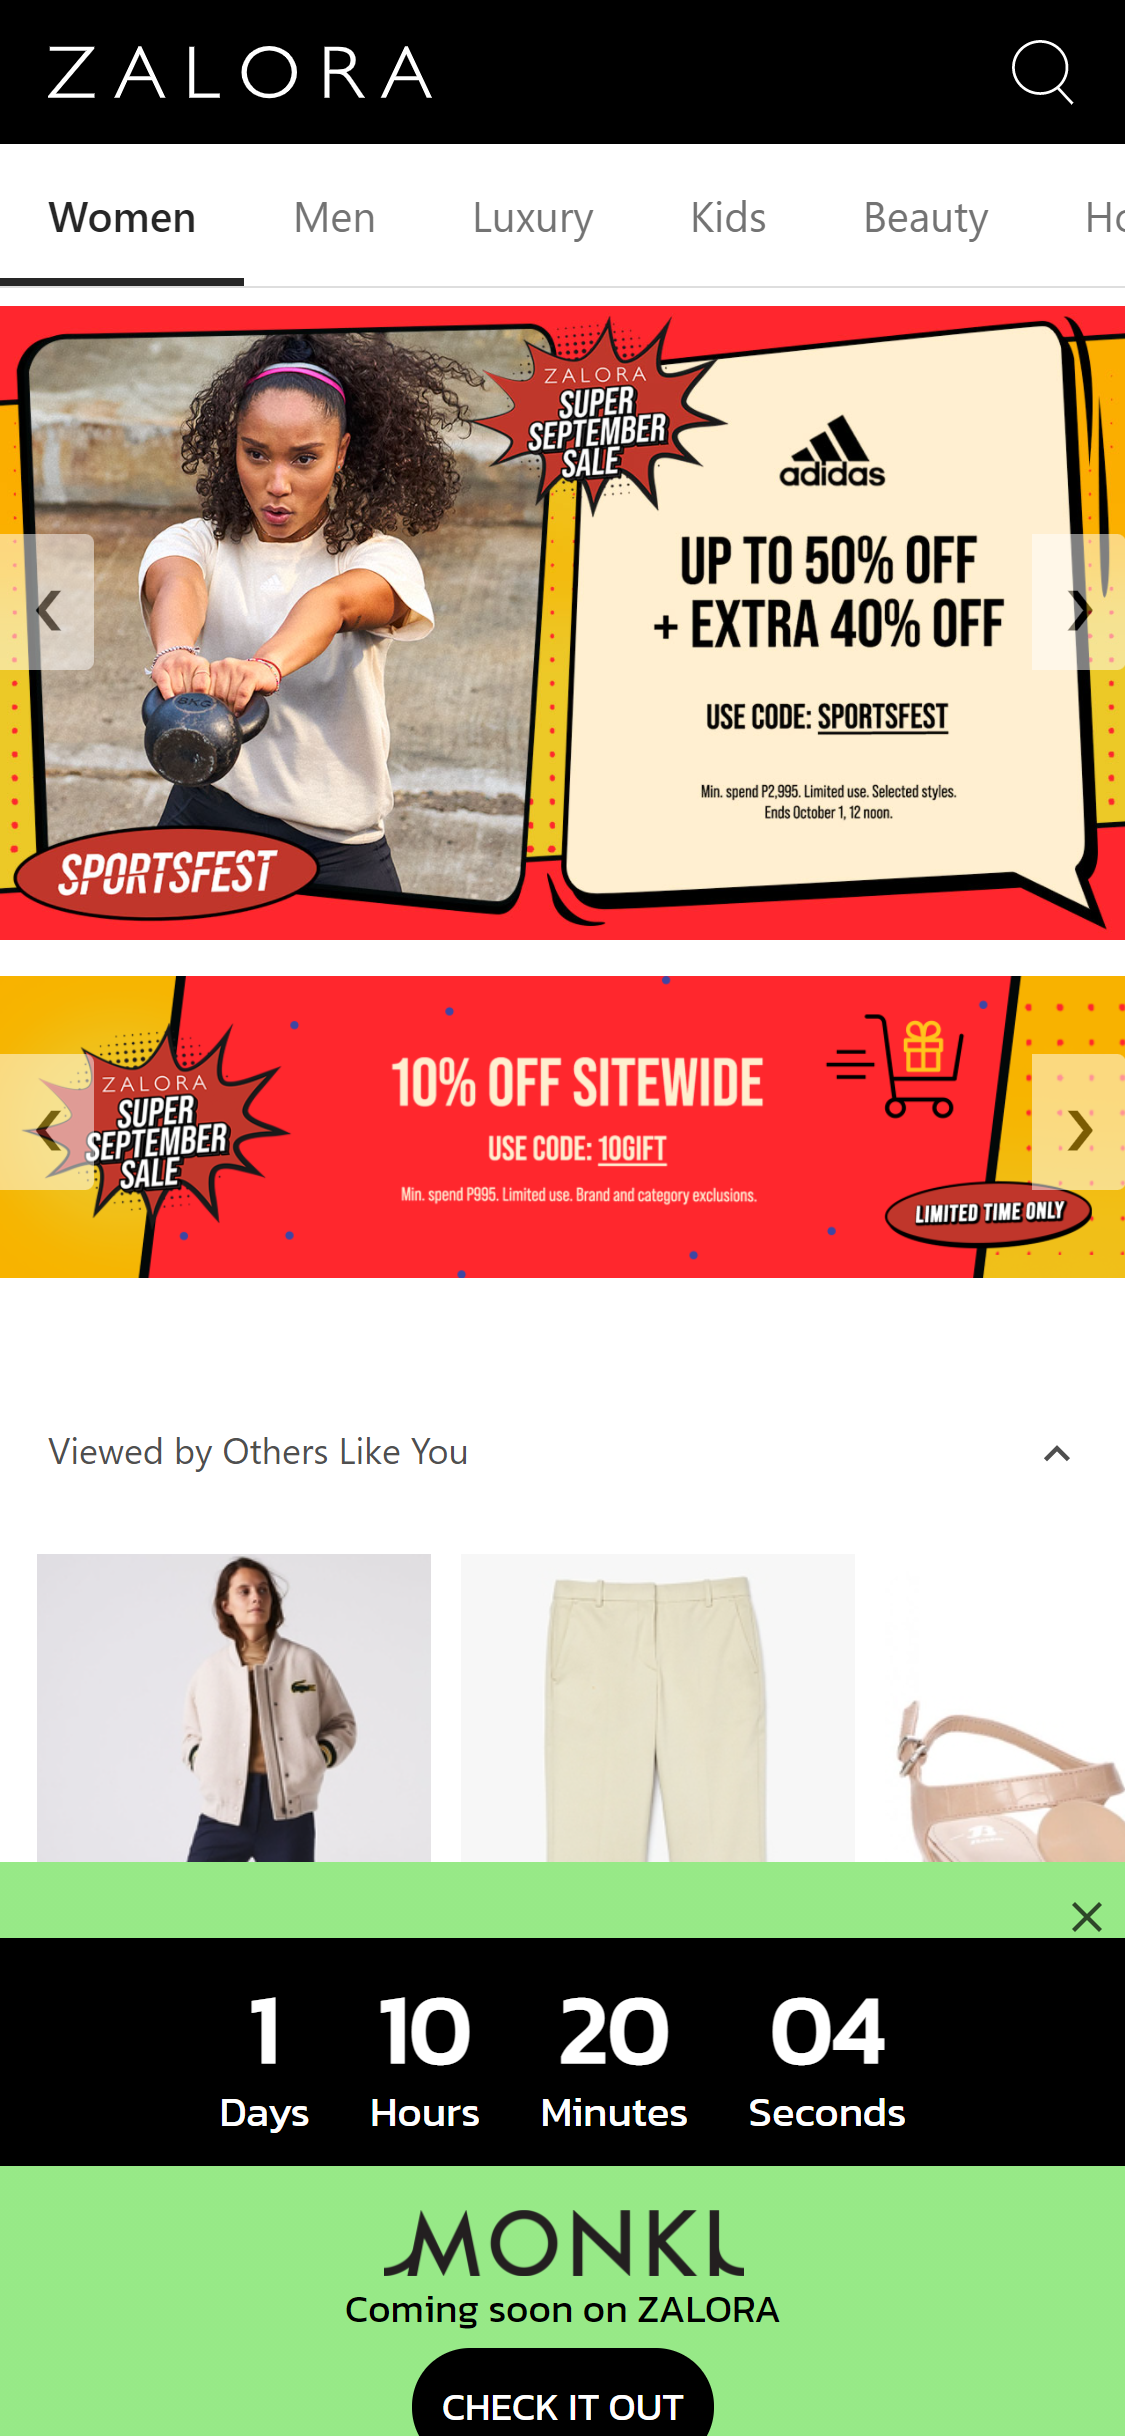 ZALORA
Women Men Luxury Kids Beauty Ho
ZALORA
SUPER
SEPTEMBER
SALE
adidas
UP TO 50% OFF
+ EXTRA 40% OFF
USE CODE: SPORTSFEST
Min. spend P2,995. Limited use. Selected styles.
Ends October 1, 12 noon.
8KG
SPORTSFEST
ZALORA
SUPER
SEPTEMBER
SALE
10% OFF SITEWIDE
USE CODE: 10GIFT
Min. spend P995. Limited use. Brand and category exclusions.
LIMITED TIME ONLY
Viewed by Others Like You
1 10 20 04
Days Hours Minutes Seconds
MONKI
Coming soon on ZALORA
CHECK IT OUT